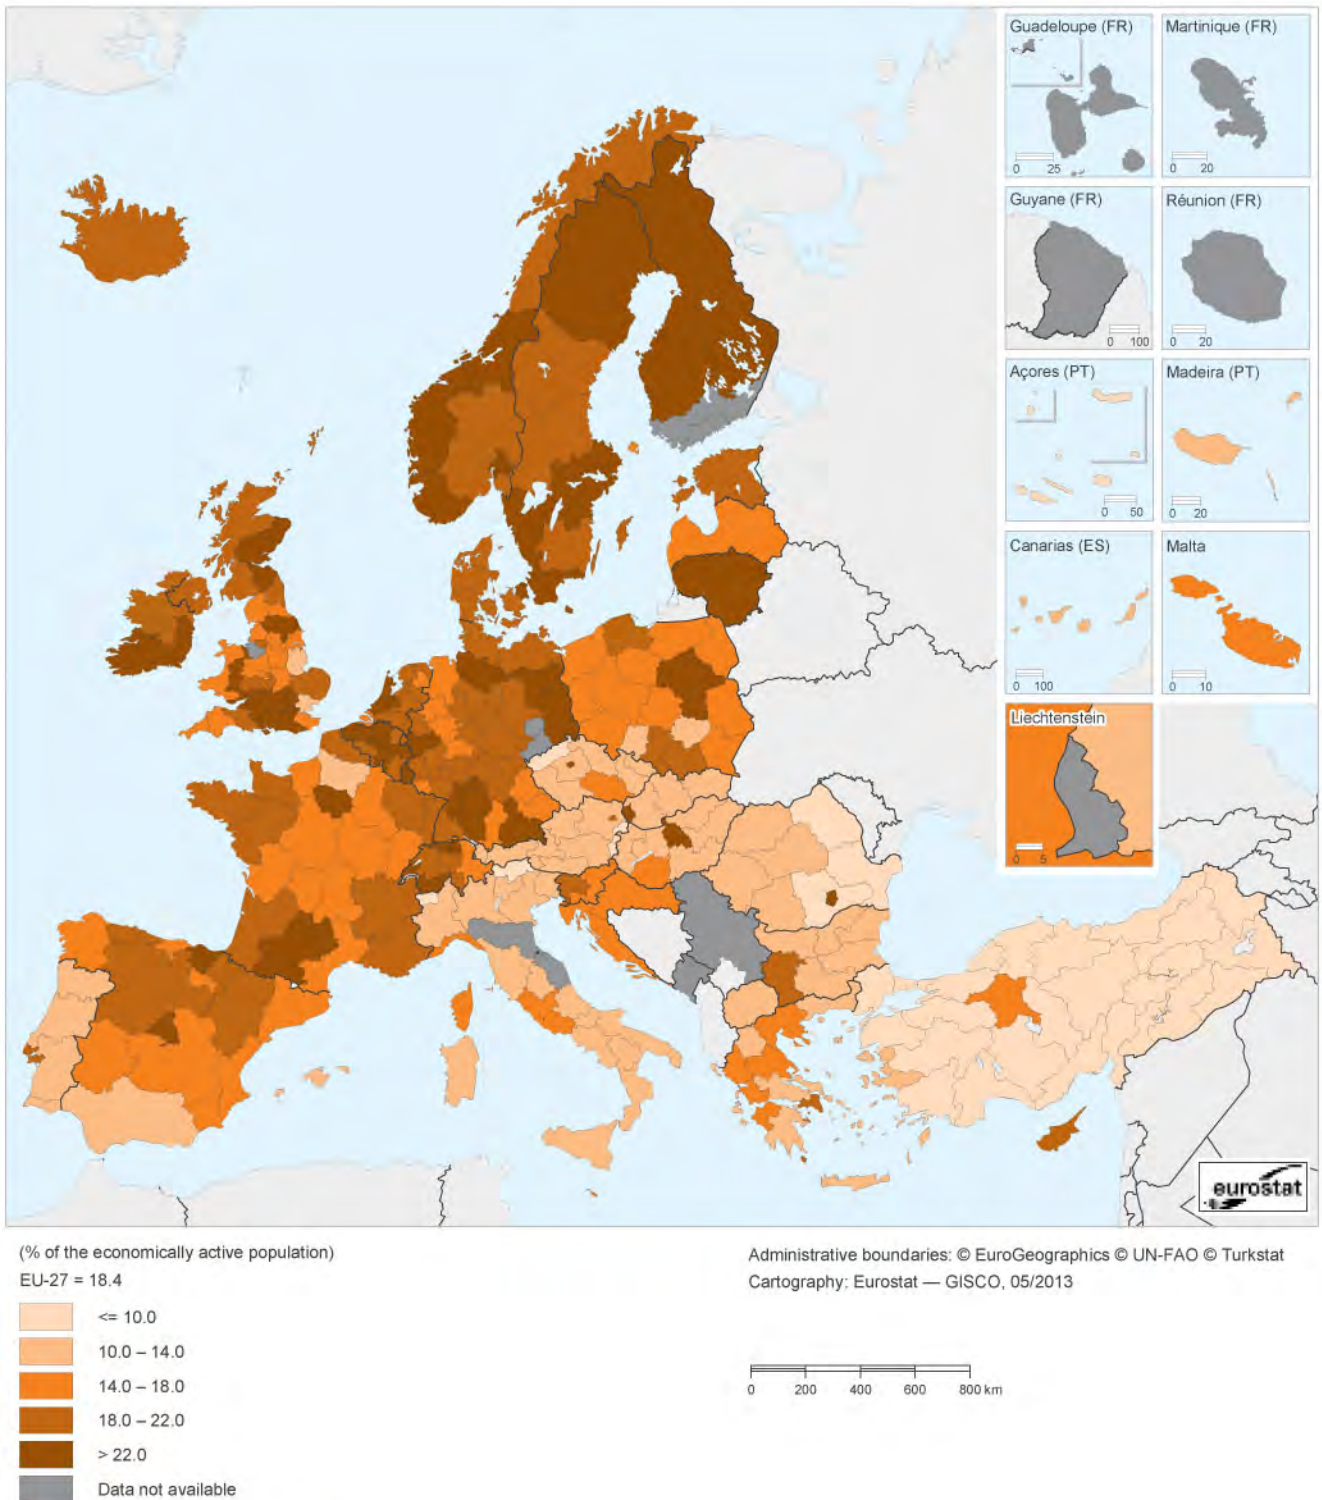 Guadeloupe (FR)
0 25
Martinique (FR)
0 20
Guyane (FR)
0 100
Réunion (FR)
0 20
Açores (PT)
0 50
Madeira (PT)
0 20
Canarias (ES)
0 100
Malta
0 10
Liechtenstein
0 5
eurostat
(% of the economically active population)
EU-27 = 18.4
<= 10.0
10.0 – 14.0
14.0 – 18.0
18.0 – 22.0
> 22.0
Data not available
Administrative boundaries: © EuroGeographics © UN-FAO © Turkstat
Cartography: Eurostat — GISCO, 05/2013
0 200 400 600 800 km